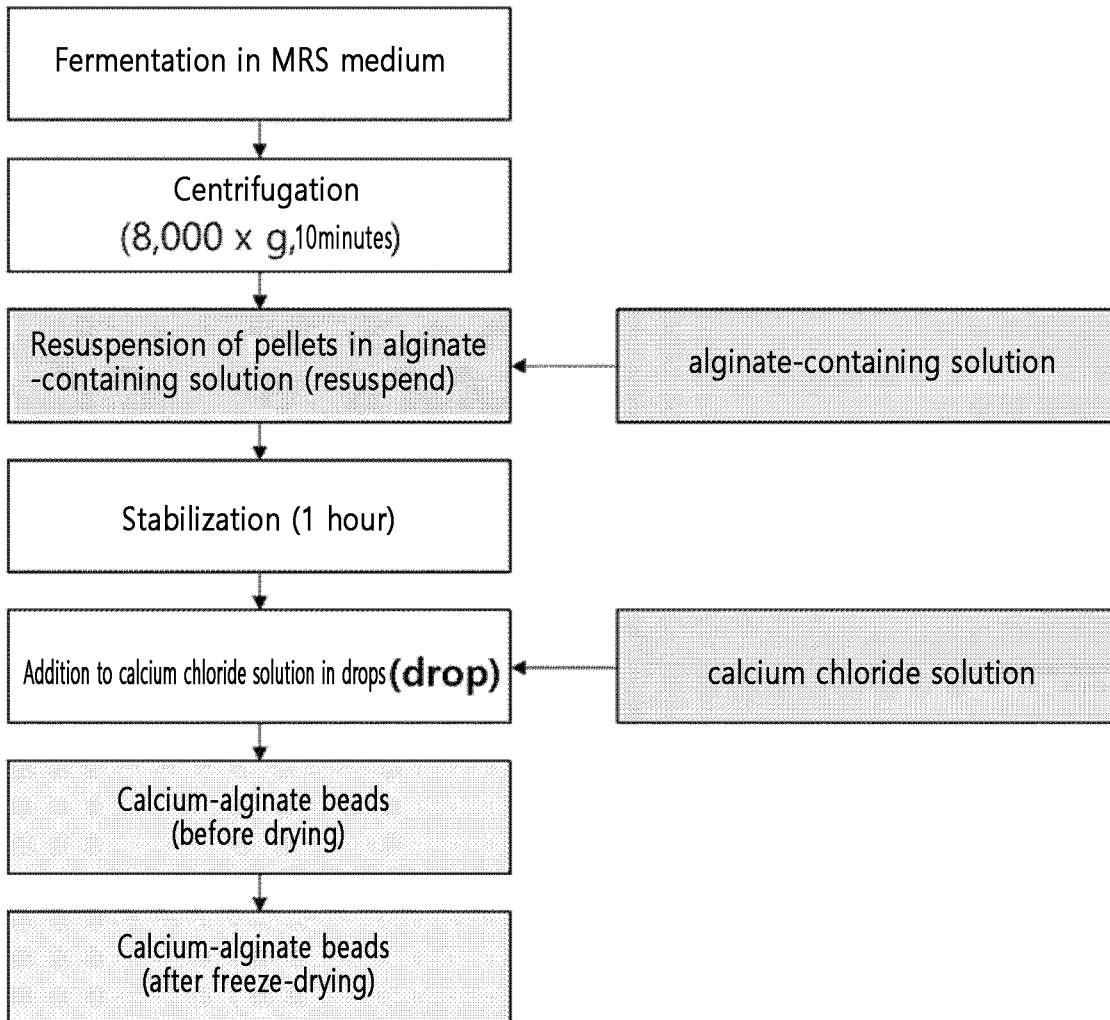 Fermentation in MRS medium
Centrifugation
(8,000 x g,10minutes)
Resuspension of pellets in alginate
-containing solution (resuspend)
alginate-containing solution
Stabilization (1 hour)
Addition to calcium chloride solution in drops (drop)
calcium chloride solution
Calcium-alginate beads
(before drying)
Calcium-alginate beads
(after freeze-drying)